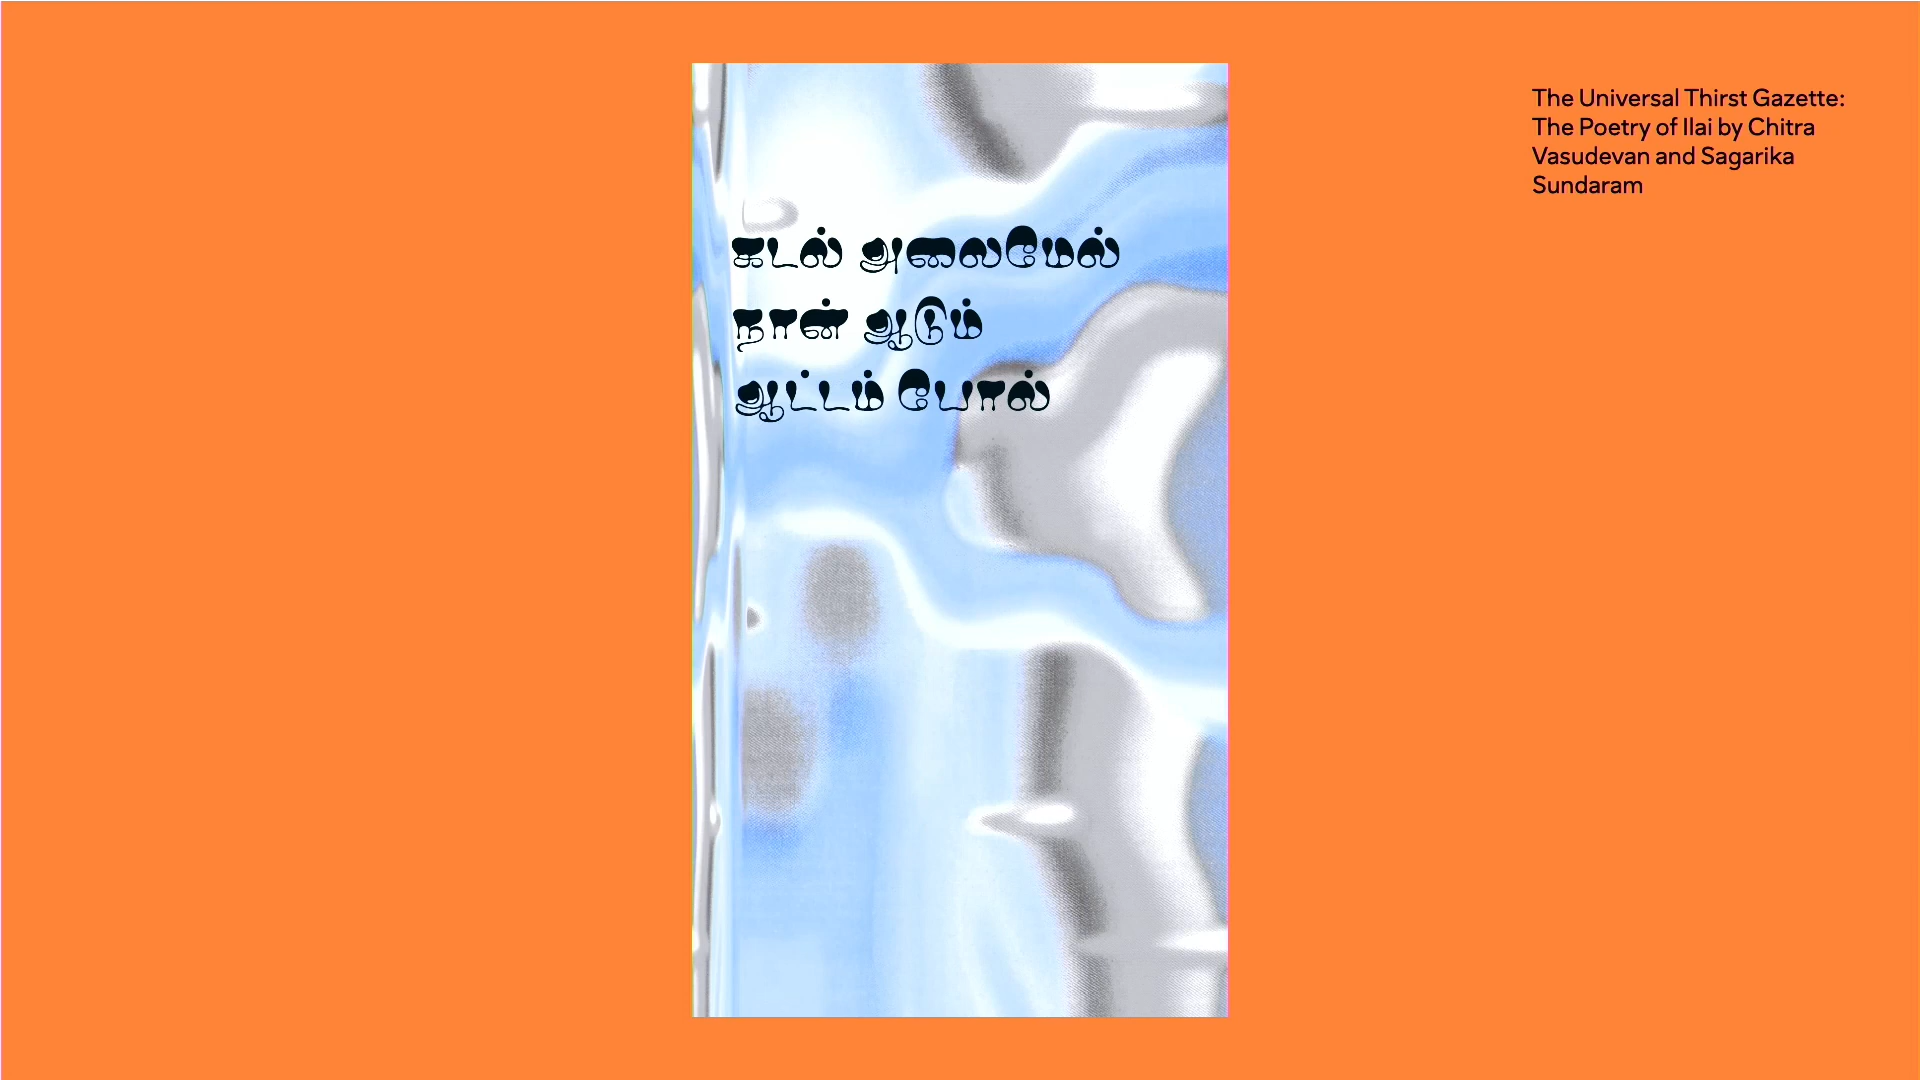 கடல் அலைமேல்
நான் ஆடும்
ஆட்டம் போல்
The Universal Thirst Gazette:
The Poetry of Ilai by Chitra
Vasudevan and Sagarika
Sundaram